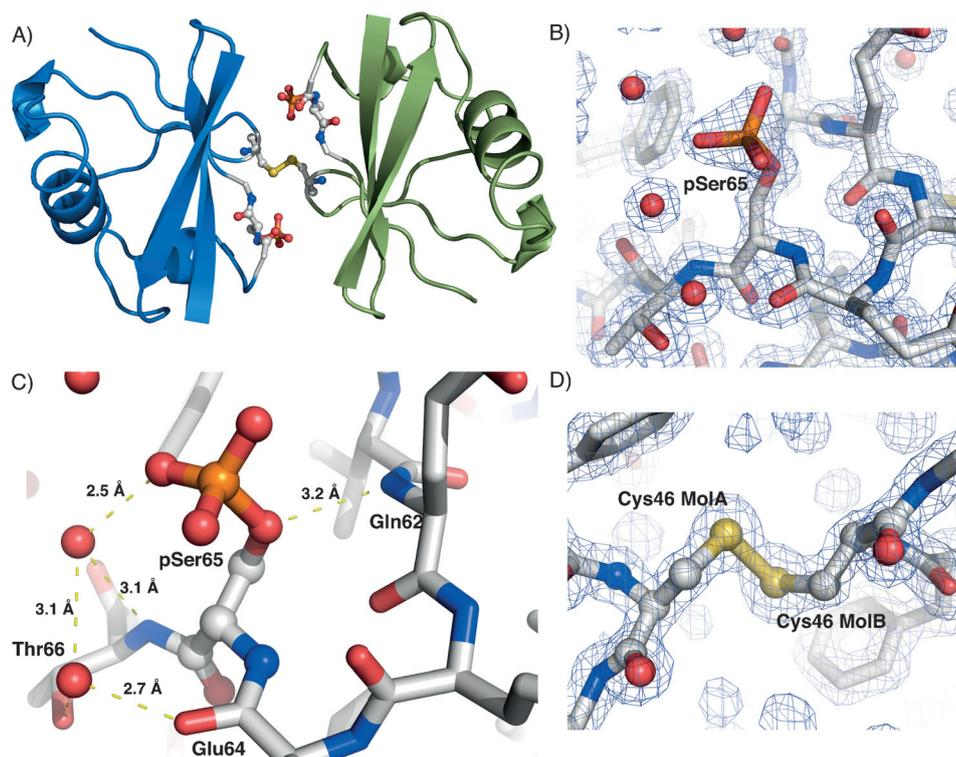 A)
B)
pSer65
C)
2.5 Å
3.2 Å
Gln62
pSer65
3.1 Å
3.1 Å
Thr66
2.7 Å
Glu64
D)
Cys46 MolA
Cys46 MolB